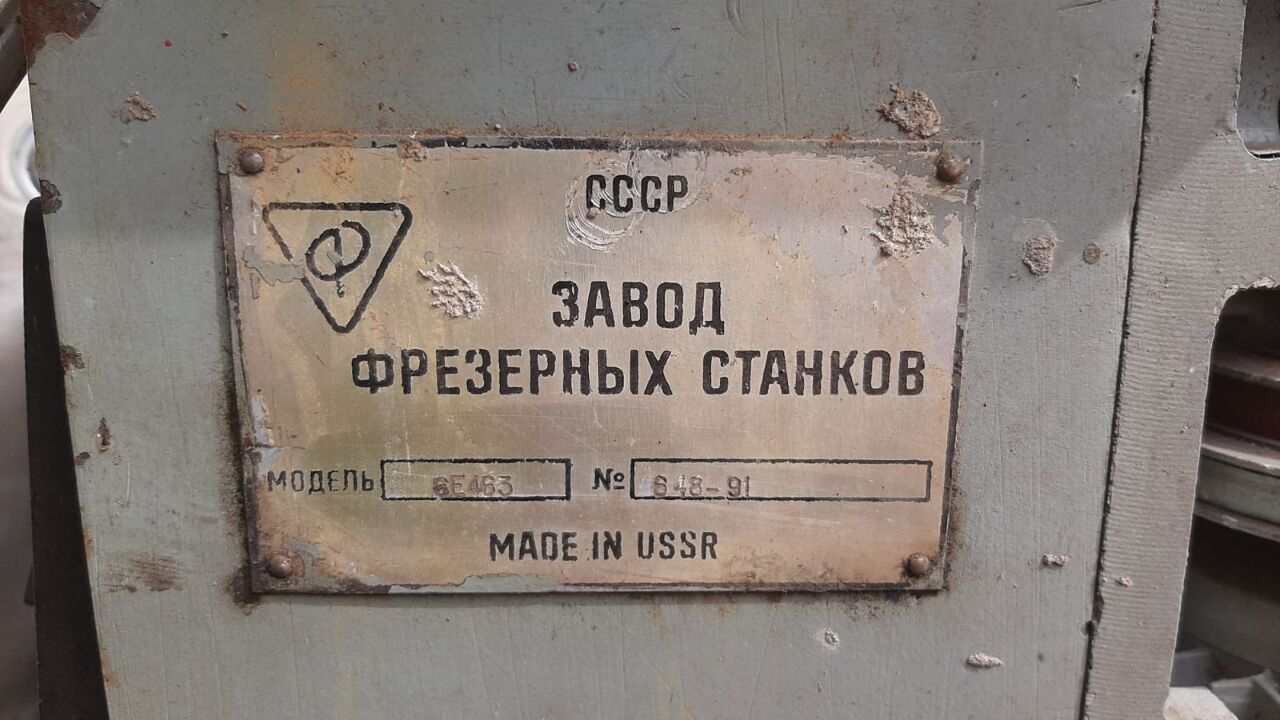 СССР
ЗАВОД
ФРЕЗЕРНЫХ СТАНКОВ
МОДЕЛЬ 6Е463 № 648-91
MADE IN USSR